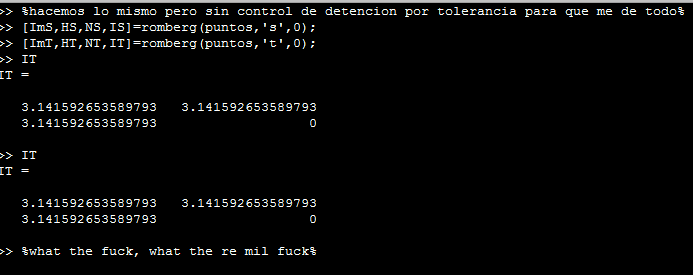 >> %hacemos lo mismo pero sin control de detencion por tolerancia para que me de todo%
>> [ImS,HS,NS,IS]=romberg(puntos,'s',0);
>> [ImT,HT,NT,IT]=romberg(puntos,'t',0);
>> IT
IT =
3.141592653589793   3.141592653589793
3.141592653589793   0
>> IT
IT =
3.141592653589793   3.141592653589793
3.141592653589793   0
>> %what the fuck, what the re mil fuck%